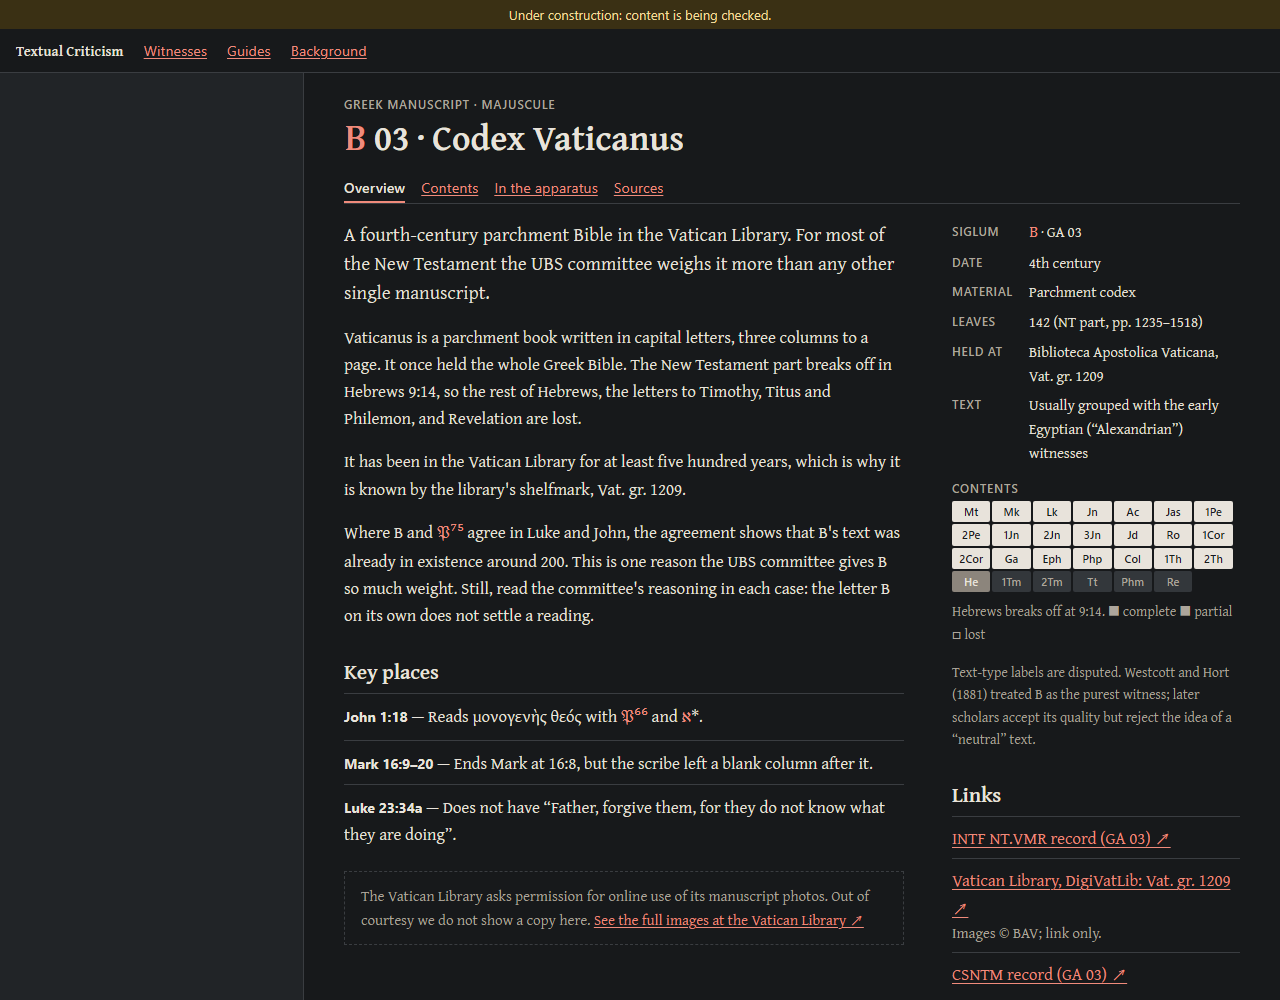 Under construction: content is being checked.
Textual Criticism Witnesses Guides Background
GREEK MANUSCRIPT · MAJUSCULE
B 03 · Codex Vaticanus
Overview Contents In the apparatus Sources
A fourth-century parchment Bible in the Vatican Library. For most of
the New Testament the UBS committee weighs it more than any other
single manuscript.
Vaticanus is a parchment book written in capital letters, three columns to a
page. It once held the whole Greek Bible. The New Testament part breaks off in
Hebrews 9:14, so the rest of Hebrews, the letters to Timothy, Titus and
Philemon, and Revelation are lost.
It has been in the Vatican Library for at least five hundred years, which is why it
is known by the library's shelfmark, Vat. gr. 1209.
Where B and 𝔓⁷⁵ agree in Luke and John, the agreement shows that B's text was
already in existence around 200. This is one reason the UBS committee gives B
so much weight. Still, read the committee's reasoning in each case: the letter B
on its own does not settle a reading.
Key places
John 1:18 — Reads μονογενὴς θεός with 𝔓⁶⁶ and ℵ*.
Mark 16:9–20 — Ends Mark at 16:8, but the scribe left a blank column after it.
Luke 23:34a — Does not have “Father, forgive them, for they do not know what
they are doing”.
The Vatican Library asks permission for online use of its manuscript photos. Out of
courtesy we do not show a copy here. See the full images at the Vatican Library ↗
SIGLUM B · GA 03
DATE 4th century
MATERIAL Parchment codex
LEAVES 142 (NT part, pp. 1235–1518)
HELD AT Biblioteca Apostolica Vaticana,
Vat. gr. 1209
TEXT Usually grouped with the early
Egyptian (“Alexandrian”)
witnesses
CONTENTS
Mt Mk Lk Jn Ac Jas 1Pe
2Pe 1Jn 2Jn 3Jn Jd Ro 1Cor
2Cor Ga Eph Php Col 1Th 2Th
He 1Tm 2Tm Tt Phm Re
Hebrews breaks off at 9:14. ■ complete ■ partial
□ lost
Text-type labels are disputed. Westcott and Hort
(1881) treated B as the purest witness; later
scholars accept its quality but reject the idea of a
“neutral” text.
Links
INTF NT.VMR record (GA 03) ↗
Vatican Library, DigiVatLib: Vat. gr. 1209
↗
Images © BAV; link only.
CSNTM record (GA 03) ↗